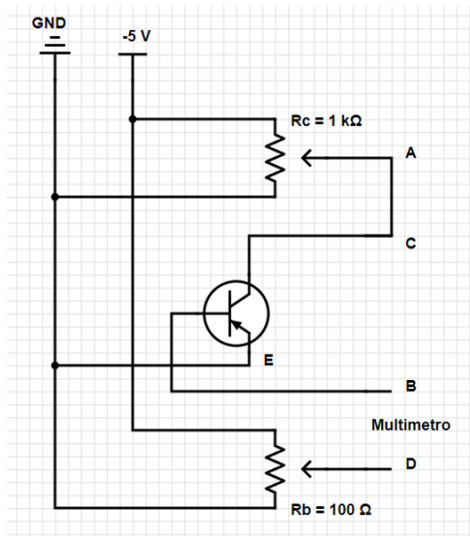 GND
-5 V
Rc = 1 kΩ
A
C
E
B
Multimetro
D
Rb = 100 Ω